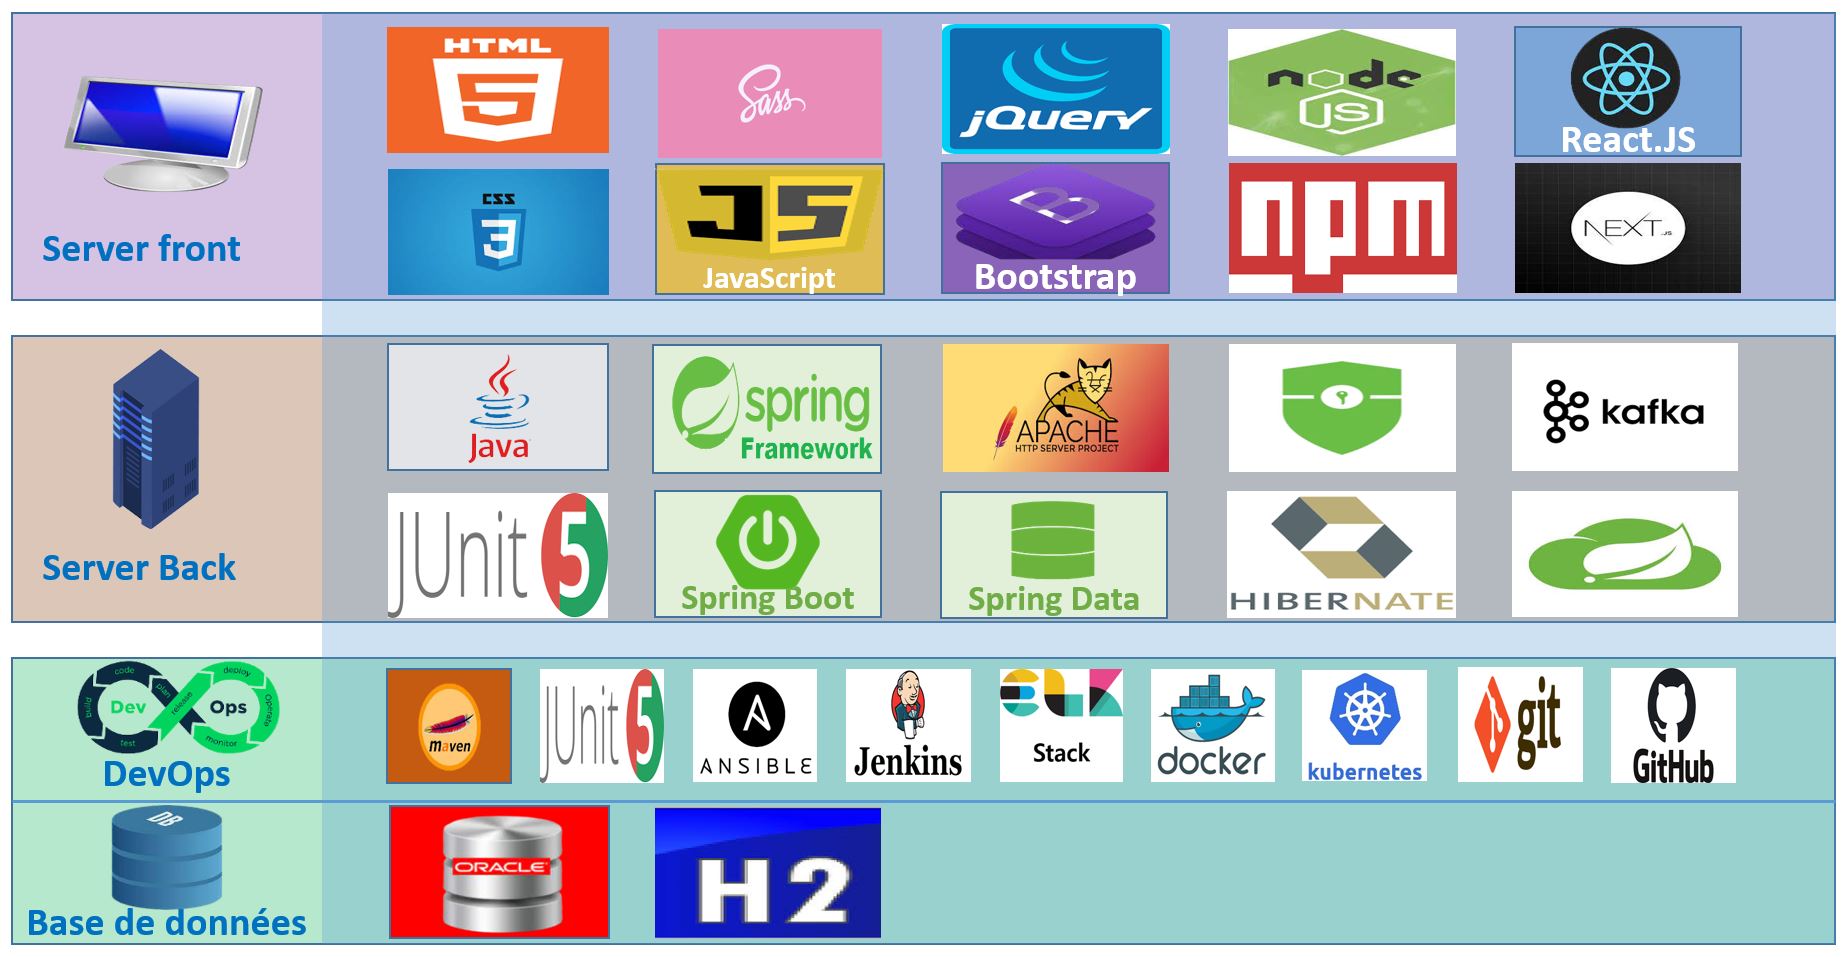 HTML
5
Sass
jQuery
node
JS
React.JS
Server front
CSS
3
JS
JavaScript
B
Bootstrap
npm
NEXT.JS
Java
spring
Framework
APACHE
HTTP SERVER PROJECT
kafka
Server Back
JUnit 5
Spring Boot
Spring Data
HIBERNATE
code
plan
build
test
release
deploy
Operate
monitor
Dev
Ops
DevOps
maven
JUnit 5
A
ANSIBLE
Jenkins
ELK
Stack
docker
kubernetes
git
GitHub
DB
Base de données
ORACLE
H2